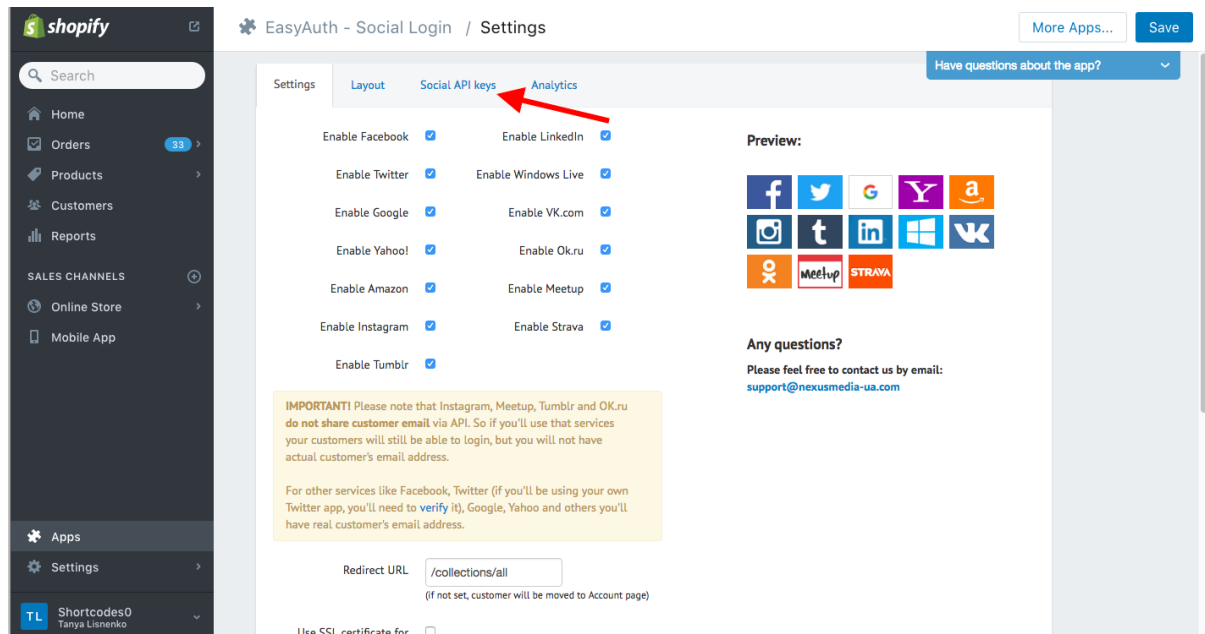 shopify
EasyAuth - Social Login / Settings
More Apps...
Save
Search
Home
Orders 33
Products
Customers
Reports
SALES CHANNELS
Online Store
Mobile App
Apps
Settings
TL
Shortcodes0
Tanya Lisnenko
Have questions about the app?
Settings Layout Social API keys Analytics
Enable Facebook Enable LinkedIn
Enable Twitter Enable Windows Live
Enable Google Enable VK.com
Enable Yahoo! Enable Ok.ru
Enable Amazon Enable Meetup
Enable Instagram Enable Strava
Enable Tumblr
IMPORTANT! Please note that Instagram, Meetup, Tumblr and OK.ru
do not share customer email via API. So if you'll use that services
your customers will still be able to login, but you will not have
actual customer's email address.
For other services like Facebook, Twitter (if you'll be using your own
Twitter app, you'll need to verify it), Google, Yahoo and others you'll
have real customer's email address.
Redirect URL /collections/all
(if not set, customer will be moved to Account page)
Use SSL certificate for
Preview:
f G Y a
t in VK
Meetup STRAVA
Any questions?
Please feel free to contact us by email:
support@nexusmedia-ua.com